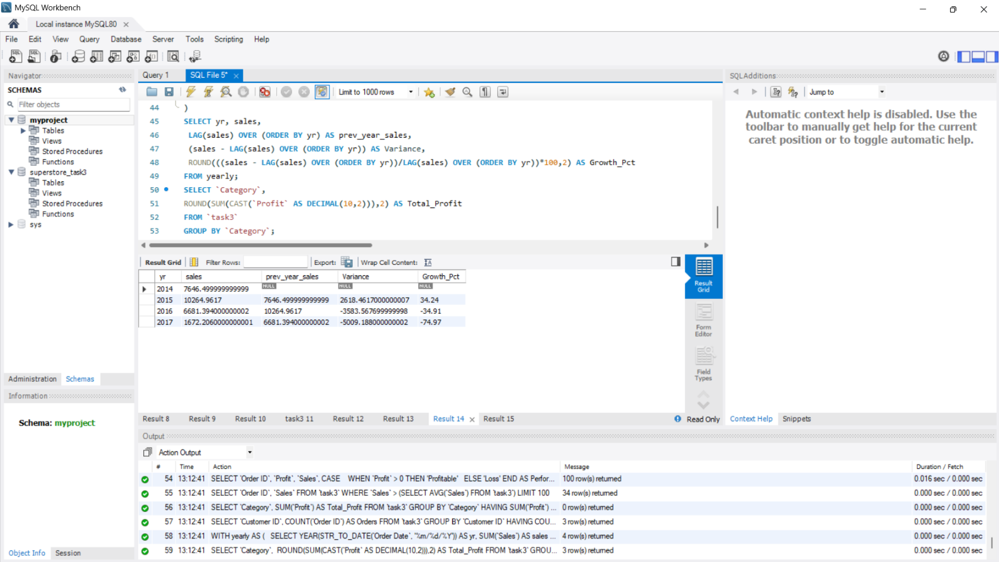 MySQL Workbench
Local instance MySQL80
File Edit View Query Database Server Tools Scripting Help
Navigator
SCHEMAS
Filter objects
myproject
Tables
Views
Stored Procedures
Functions
superstore_task3
Tables
Views
Stored Procedures
Functions
sys
Administration Schemas
Information
Schema: myproject
Object Info Session
Query 1 SQL File 5*
Limit to 1000 rows
44 )
45 SELECT yr, sales,
46 LAG(sales) OVER (ORDER BY yr) AS prev_year_sales,
47 (sales - LAG(sales) OVER (ORDER BY yr)) AS Variance,
48 ROUND(((sales - LAG(sales) OVER (ORDER BY yr))/LAG(sales) OVER (ORDER BY yr))*100,2) AS Growth_Pct
49 FROM yearly;
50 SELECT `Category`,
51 ROUND(SUM(CAST(`Profit` AS DECIMAL(10,2))),2) AS Total_Profit
52 FROM `task3`
53 GROUP BY `Category`;
Result Grid Filter Rows: Export: Wrap Cell Content:
yr sales prev_year_sales Variance Growth_Pct
2014 7646.499999999999 NULL NULL NULL
2015 10264.9617 7646.499999999999 2618.4617000000007 34.24
2016 6681.394000000002 10264.9617 -3583.567699999998 -34.91
2017 1672.2060000000001 6681.394000000002 -5009.188000000002 -74.97
Result Grid
Form Editor
Field Types
Result 8 Result 9 Result 10 task3 11 Result 12 Result 13 Result 14 Result 15 Read Only
SQLAdditions
Jump to
Automatic context help is disabled. Use the
toolbar to manually get help for the current
caret position or to toggle automatic help.
Context Help Snippets
Output
Action Output
# Time Action Message Duration / Fetch
54 13:12:41 SELECT `Order ID`, `Profit`, `Sales`, CASE WHEN `Profit` > 0 THEN 'Profitable' ELSE 'Loss' END AS Perfor... 100 row(s) returned 0.016 sec / 0.000 sec
55 13:12:41 SELECT `Order ID`, `Sales` FROM `task3` WHERE `Sales` > (SELECT AVG(`Sales`) FROM `task3`) LIMIT 100 34 row(s) returned 0.000 sec / 0.000 sec
56 13:12:41 SELECT `Category`, SUM(`Profit`) AS Total_Profit FROM `task3` GROUP BY `Category` HAVING SUM(`Profit`) ... 0 row(s) returned 0.000 sec / 0.000 sec
57 13:12:41 SELECT `Customer ID`, COUNT(`Order ID`) AS Orders FROM `task3` GROUP BY `Customer ID` HAVING COU... 3 row(s) returned 0.000 sec / 0.000 sec
58 13:12:41 WITH yearly AS ( SELECT YEAR(STR_TO_DATE(`Order Date`, "%m/%d/%Y")) AS yr, SUM(`Sales`) AS sales ... 4 row(s) returned 0.000 sec / 0.000 sec
59 13:12:41 SELECT `Category`, ROUND(SUM(CAST(`Profit` AS DECIMAL(10,2))),2) AS Total_Profit FROM `task3` GROU... 3 row(s) returned 0.000 sec / 0.000 sec